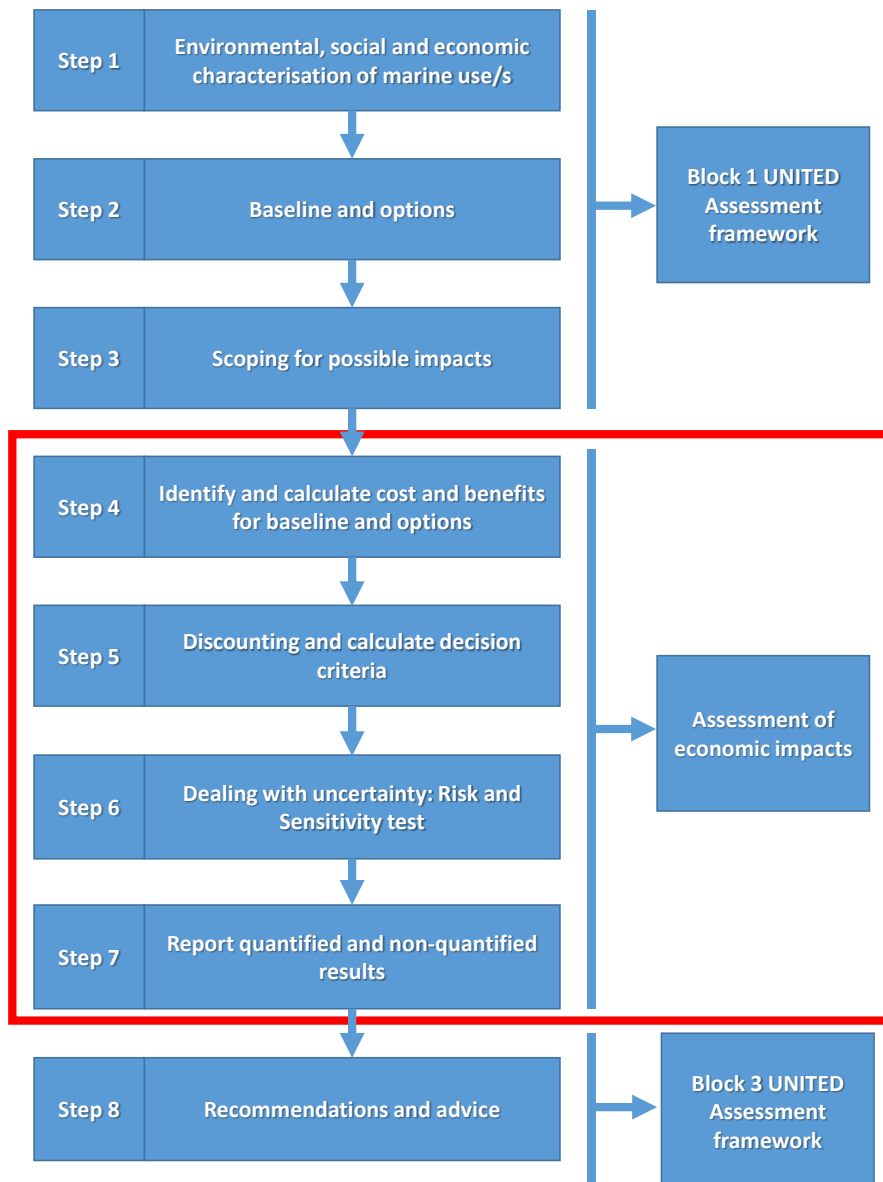 Step 1
Environmental, social and economic
characterisation of marine use/s
Block 1 UNITED
Assessment
framework
Step 2
Baseline and options
Step 3
Scoping for possible impacts
Step 4
Identify and calculate cost and benefits
for baseline and options
Step 5
Discounting and calculate decision
criteria
Assessment of
economic impacts
Step 6
Dealing with uncertainty: Risk and
Sensitivity test
Step 7
Report quantified and non-quantified
results
Step 8
Recommendations and advice
Block 3 UNITED
Assessment
framework